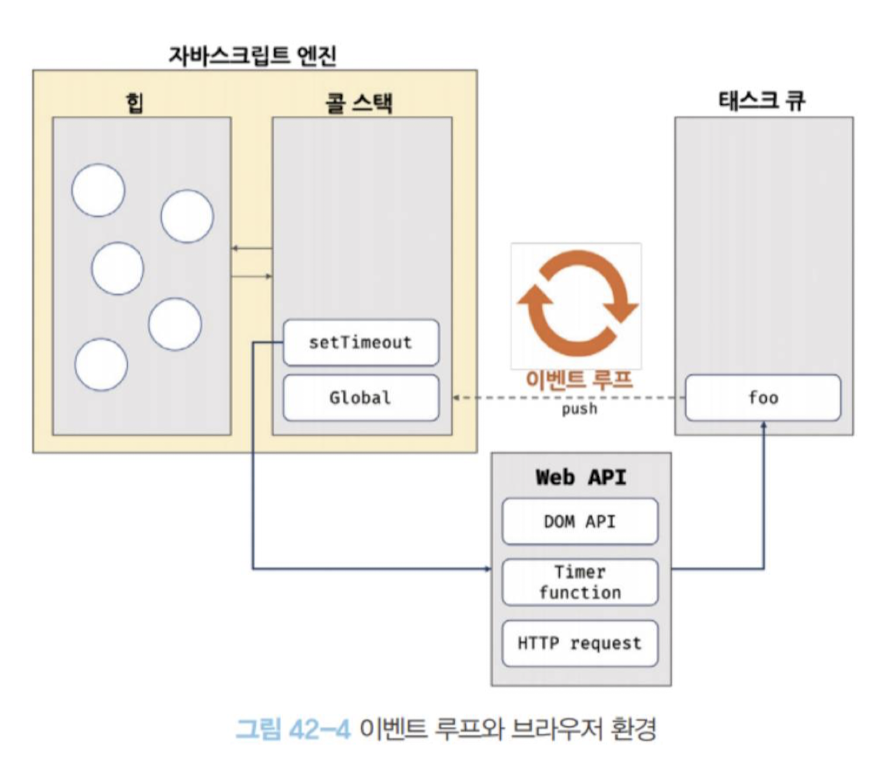 자바스크립트 엔진
힙
콜 스택
태스크 큐
setTimeout
Global
이벤트 루프
push
foo
Web API
DOM API
Timer
function
HTTP request
그림 42-4 이벤트 루프와 브라우저 환경